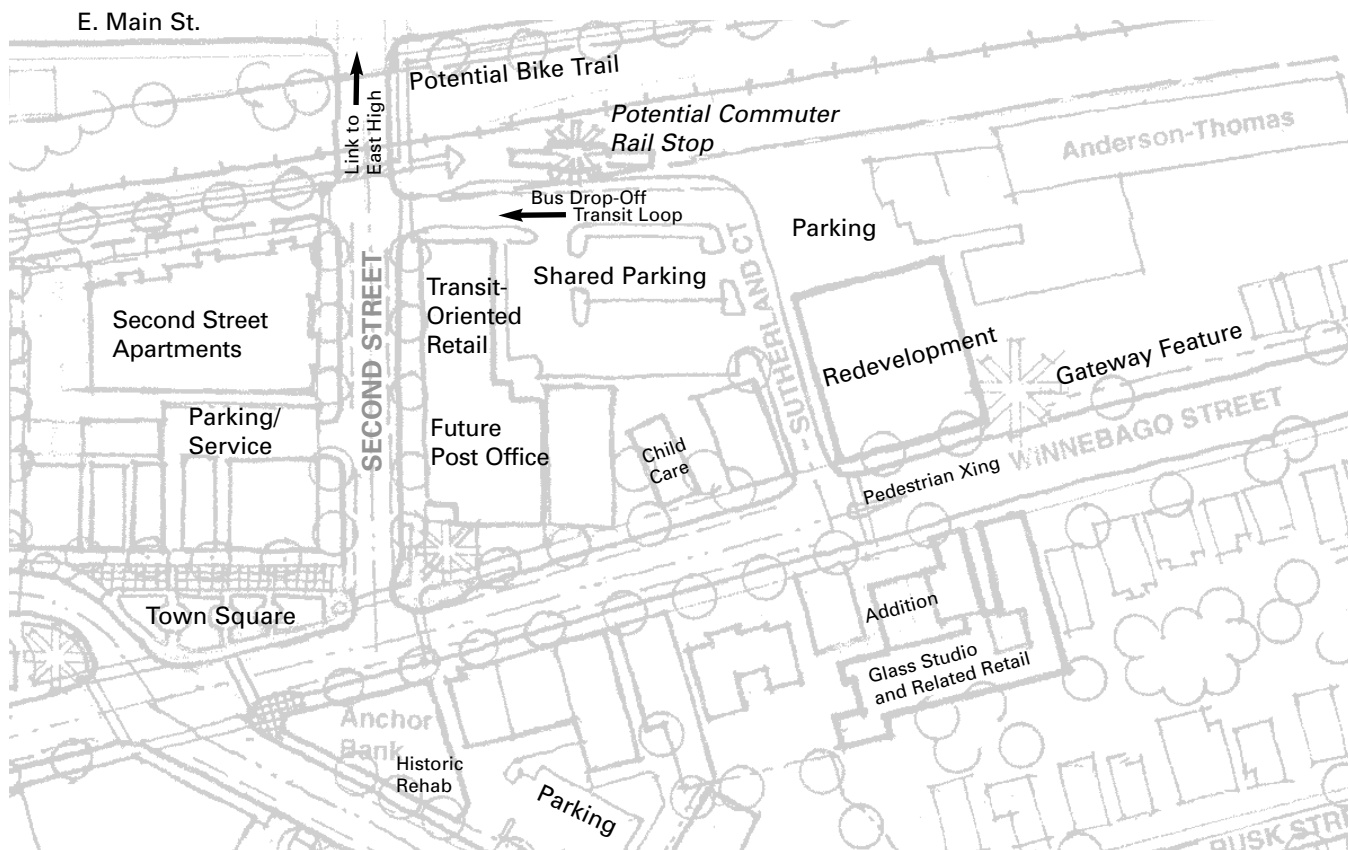 E. Main St.
Link to
East High
Potential Bike Trail
Potential Commuter
Rail Stop
Anderson-Thomas
Bus Drop-Off
Transit Loop
Parking
SECOND STREET
SUTHERLAND CT
Second Street
Apartments
Transit-
Oriented
Retail
Shared Parking
Redevelopment
Gateway Feature
WINNEBAGO STREET
Parking/
Service
Future
Post Office
Child
Care
Pedestrian Xing
Town Square
Addition
Glass Studio
and Related Retail
Anchor
Bank
Historic
Rehab
Parking
RUSK STRE